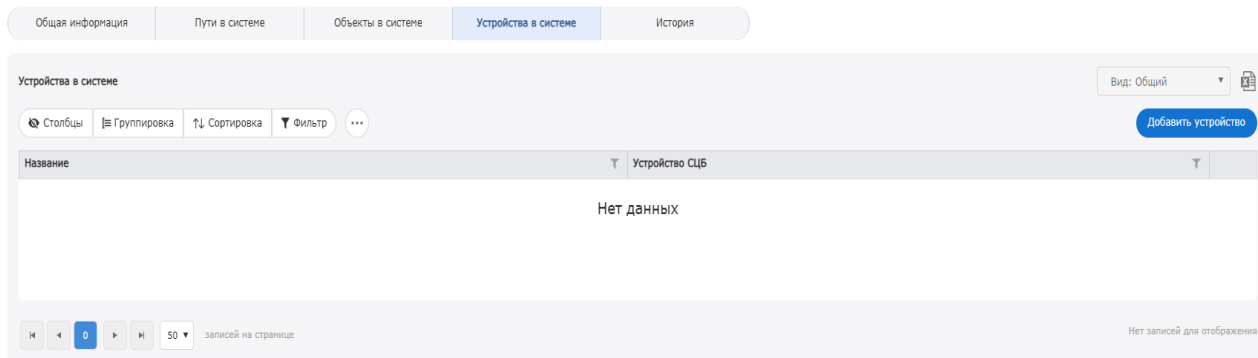 Общая информация Пути в системе Объекты в системе Устройства в системе История
Устройства в системе Вид: Общий
Столбцы Группировка Сортировка Фильтр ... Добавить устройство
Название Устройство СЦБ
Нет данных
0 50 записей на странице Нет записей для отображения